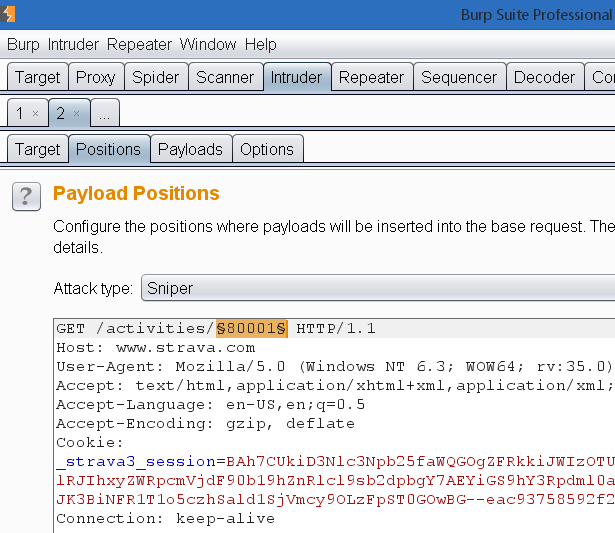 Burp Suite Professional
Burp Intruder Repeater Window Help
Target Proxy Spider Scanner Intruder Repeater Sequencer Decoder Co
1 × 2 × ...
Target Positions Payloads Options
? Payload Positions
Configure the positions where payloads will be inserted into the base request. The
details.
Attack type: Sniper
GET /activities/§80001§ HTTP/1.1
Host: www.strava.com
User-Agent: Mozilla/5.0 (Windows NT 6.3; WOW64; rv:35.0)
Accept: text/html,application/xhtml+xml,application/xml;
Accept-Language: en-US,en;q=0.5
Accept-Encoding: gzip, deflate
Cookie:
_strava3_session=BAh7CUkiD3Nlc3Npb25faWQGOgZFRkkiJWIzOTU
lRJIhxyZWRpcmVjdF90b19hZnRlcl9sb2dpbgY7AEYiGS9hY3Rpdml0a
JK3BiNFR1T1o5czhSald1SjVmcy9OLzFpST0GOwBG--eac93758592f2
Connection: keep-alive